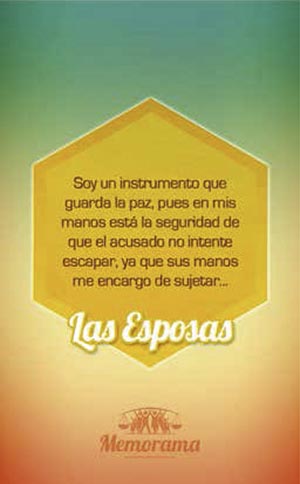 Soy un instrumento que
guarda la paz, pues en mis
manos está la seguridad de
que el acusado no intente
escapar, ya que sus manos
me encargo de sujetar...
Las Esposas
Memorama